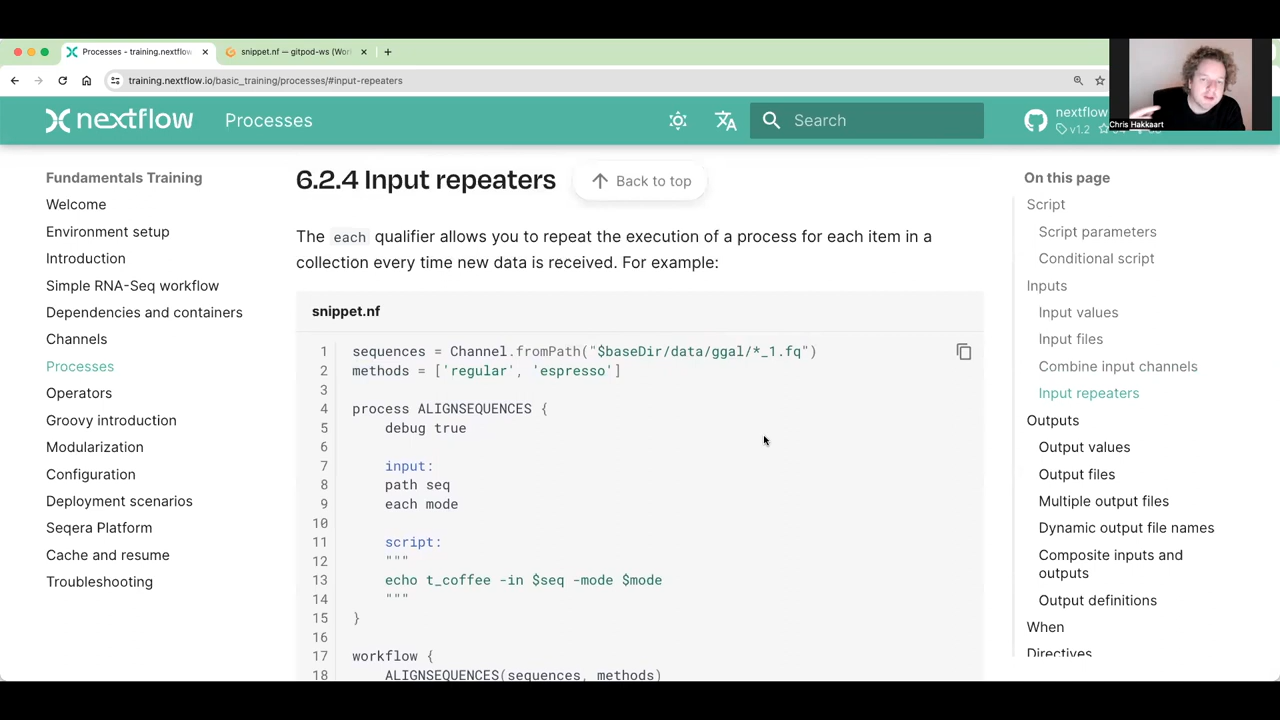 Processes - training.nextflow
snippet.nf — gitpod-ws (Wor
training.nextflow.io/basic_training/processes/#input-repeaters
nextflow
Processes
Search
nextflow
v1.2
Chris Hakkaart
Fundamentals Training
Welcome
Environment setup
Introduction
Simple RNA-Seq workflow
Dependencies and containers
Channels
Processes
Operators
Groovy introduction
Modularization
Configuration
Deployment scenarios
Seqera Platform
Cache and resume
Troubleshooting
6.2.4 Input repeaters
Back to top
The each qualifier allows you to repeat the execution of a process for each item in a
collection every time new data is received. For example:
snippet.nf
1 sequences = Channel.fromPath("$baseDir/data/ggal/*_1.fq")
2 methods = ['regular', 'espresso']
3
4 process ALIGNSEQUENCES {
5 debug true
6
7 input:
8 path seq
9 each mode
10
11 script:
12 """
13 echo t_coffee -in $seq -mode $mode
14 """
15 }
16
17 workflow {
18 ALIGNSEQUENCES(sequences, methods)
On this page
Script
Script parameters
Conditional script
Inputs
Input values
Input files
Combine input channels
Input repeaters
Outputs
Output values
Output files
Multiple output files
Dynamic output file names
Composite inputs and
outputs
Output definitions
When
Directives